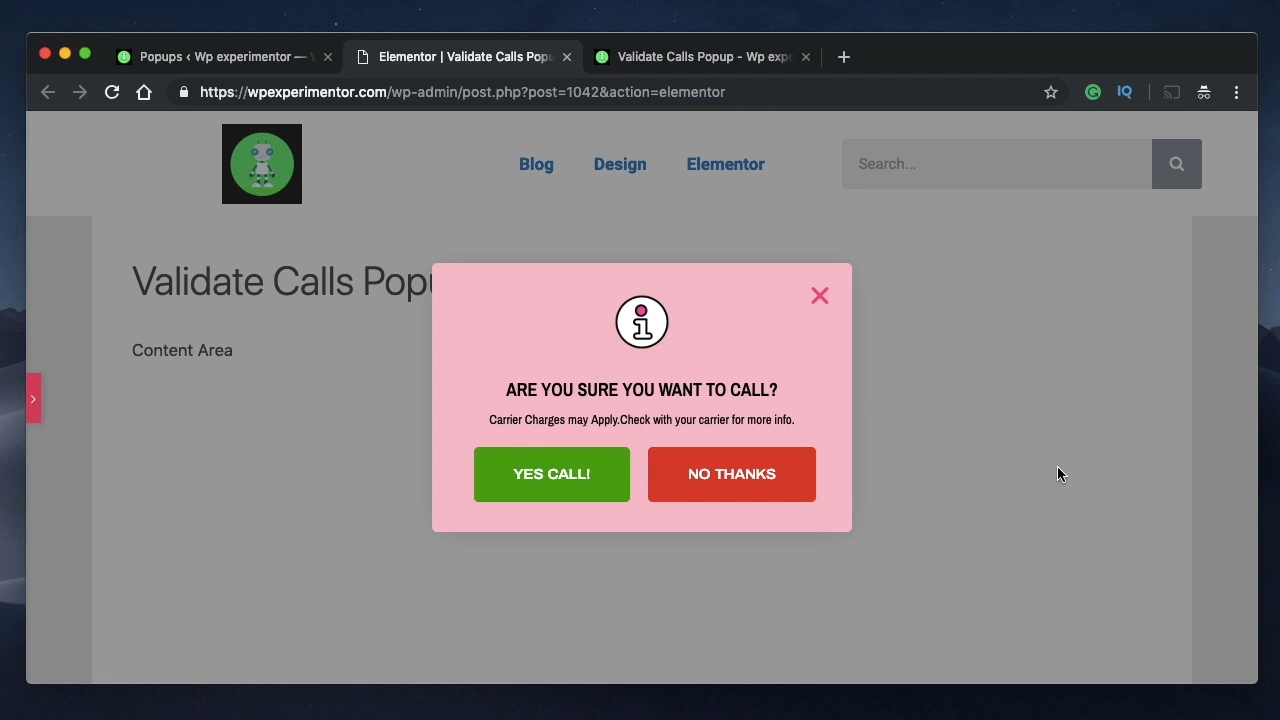 Popups ‹ Wp experimentor —
Elementor | Validate Calls Popu
Validate Calls Popup - Wp expe
https://wpexperimentor.com/wp-admin/post.php?post=1042&action=elementor
IQ
Blog
Design
Elementor
Search...
Validate Calls Popu
Content Area
ARE YOU SURE YOU WANT TO CALL?
Carrier Charges may Apply.Check with your carrier for more info.
YES CALL!
NO THANKS